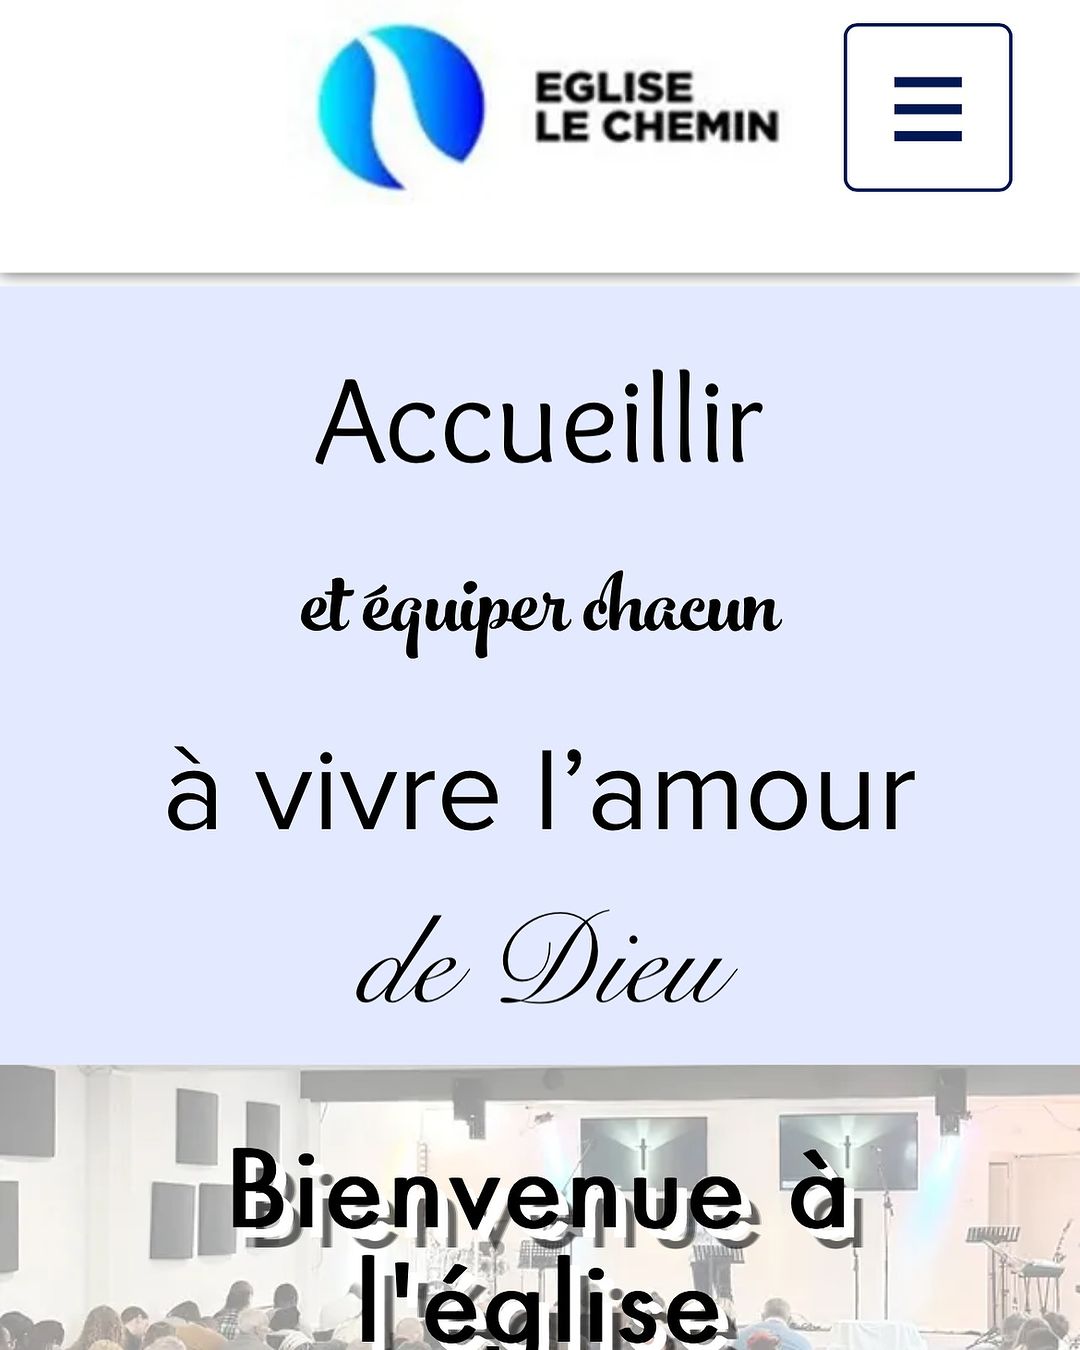 EGLISE
LE CHEMIN
Accueillir
et équiper chacun
à vivre l’amour
de Dieu
Bienvenue à
l'église